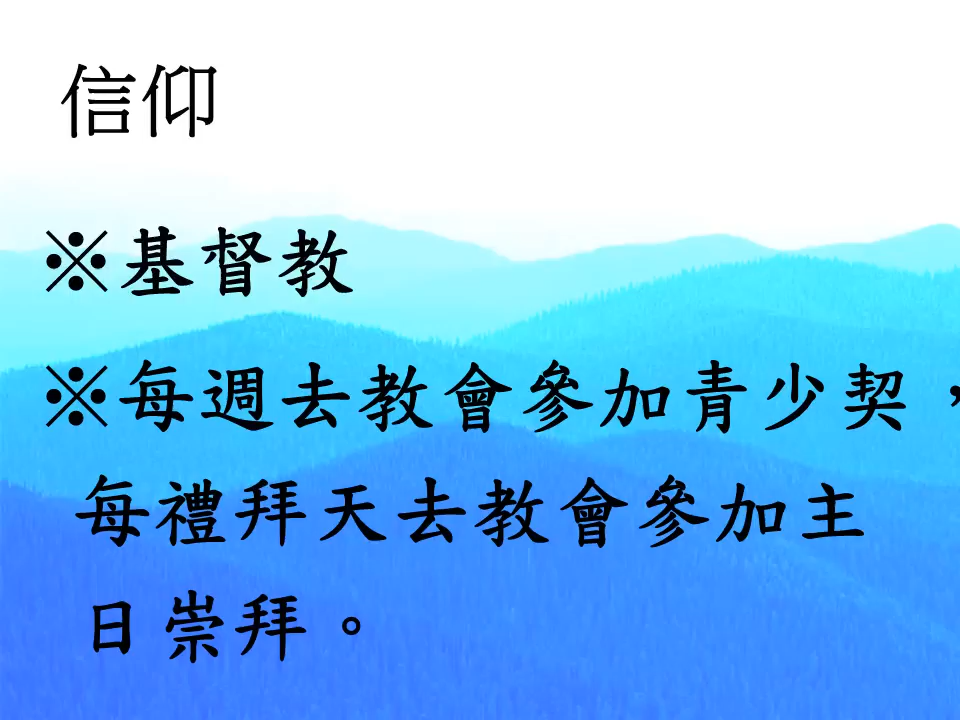 信仰
※基督教
※每週去教會參加青少契，
每禮拜天去教會參加主
日崇拜。